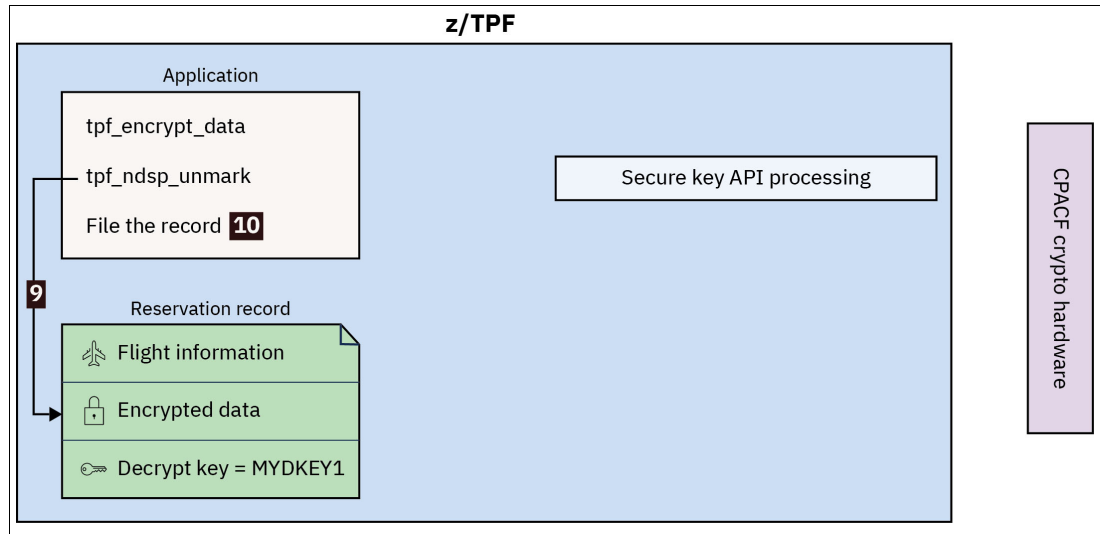 z/TPF
Application
tpf_encrypt_data
tpf_ndsp_unmark
File the record 10
Secure key API processing
CPACF crypto hardware
9
Reservation record
Flight information
Encrypted data
Decrypt key = MYDKEY1